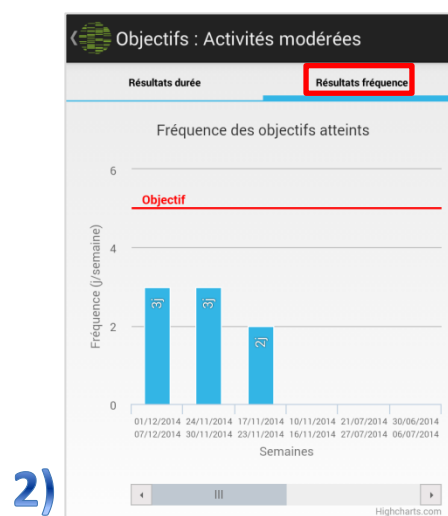 Objectifs : Activités modérées
Résultats durée
Résultats fréquence
Fréquence des objectifs atteints
6
Objectif
Fréquence (j/semaine)
4
3j
3j
2j
2
0
01/12/2014 24/11/2014 17/11/2014 10/11/2014 21/07/2014 30/06/2014
07/12/2014 30/11/2014 23/11/2014 16/11/2014 27/07/2014 06/07/2014
Semaines
2)
Highcharts.com